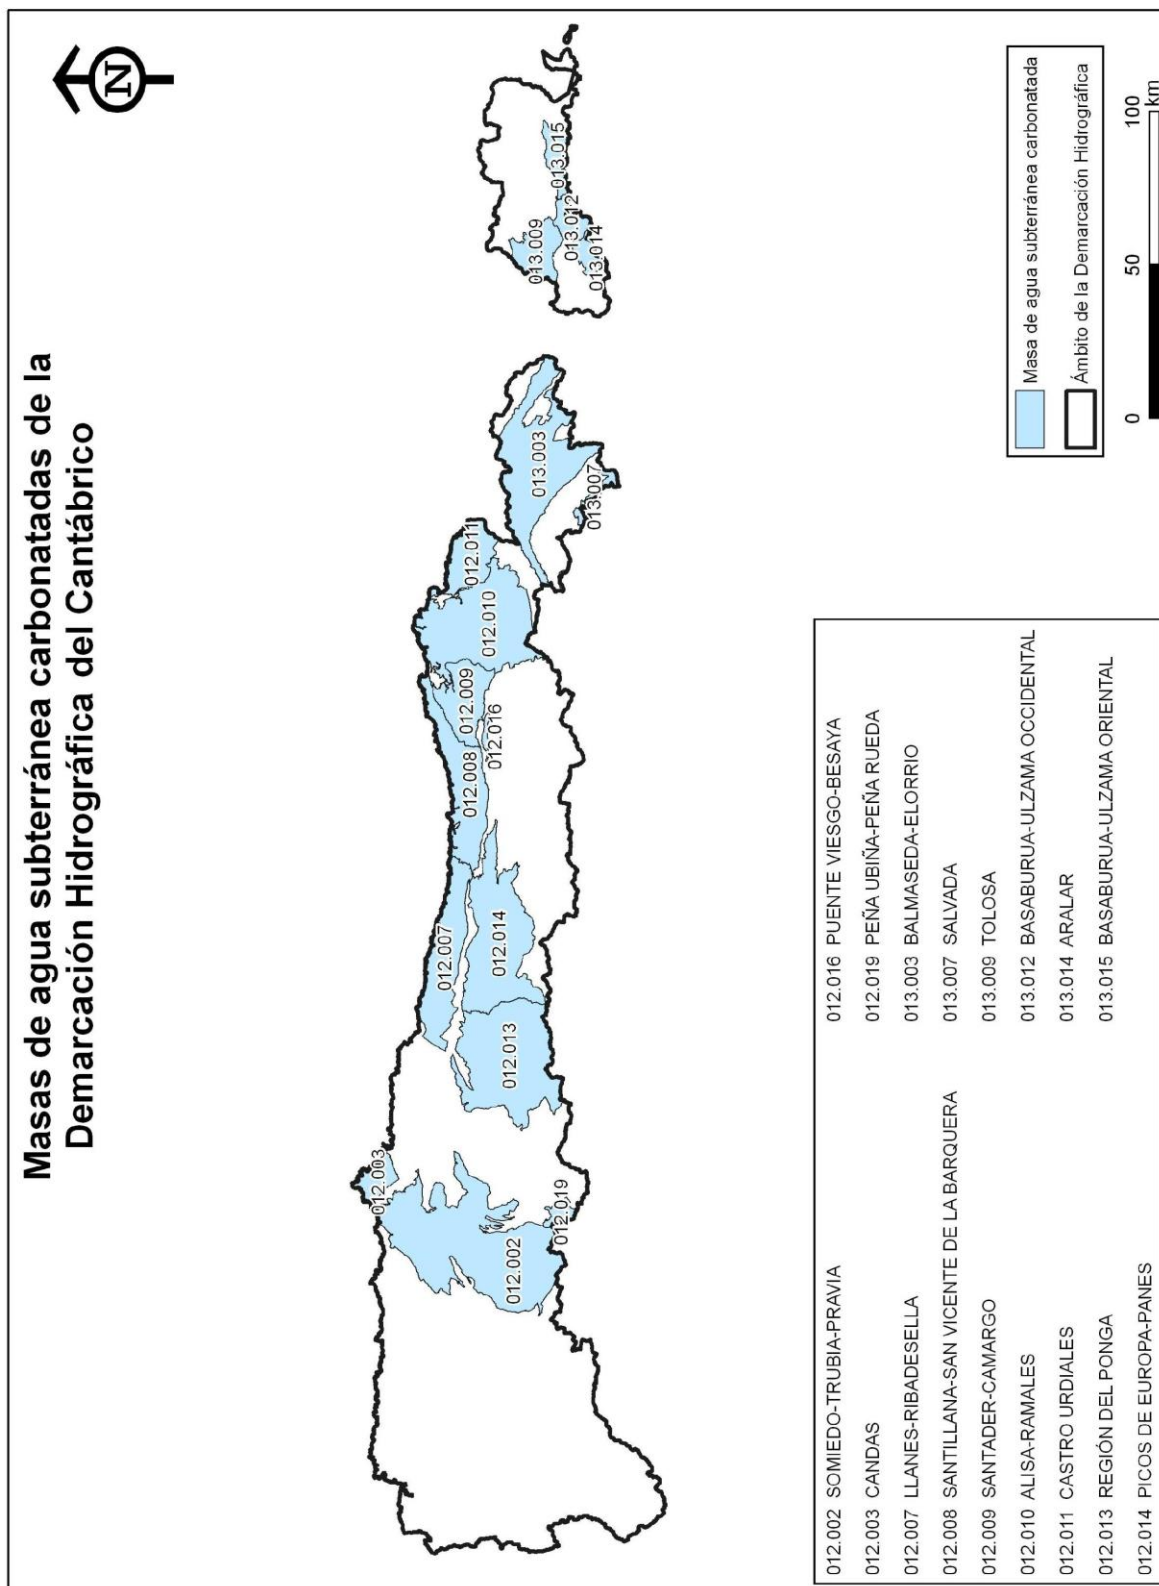 Masas de agua subterránea carbonatadas de la
Demarcación Hidrográfica del Cantábrico
N
012.003
012.002
012.019
012.007
012.013
012.014
012.008
012.009
012.016
012.010
012.011
013.003
013.007
013.009
013.012
013.014
013.015
012.002 SOMIEDO-TRUBIA-PRAVIA
012.003 CANDAS
012.007 LLANES-RIBADESELLA
012.008 SANTILLANA-SAN VICENTE DE LA BARQUERA
012.009 SANTADER-CAMARGO
012.010 ALISA-RAMALES
012.011 CASTRO URDIALES
012.013 REGIÓN DEL PONGA
012.014 PICOS DE EUROPA-PANES
012.016 PUENTE VIESGO-BESAYA
012.019 PEÑA UBIÑA-PEÑA RUEDA
013.003 BALMASEDA-ELORRIO
013.007 SALVADA
013.009 TOLOSA
013.012 BASABURUA-ULZAMA OCCIDENTAL
013.014 ARALAR
013.015 BASABURUA-ULZAMA ORIENTAL
Masa de agua subterránea carbonatada
Ámbito de la Demarcación Hidrográfica
0 50 100
km